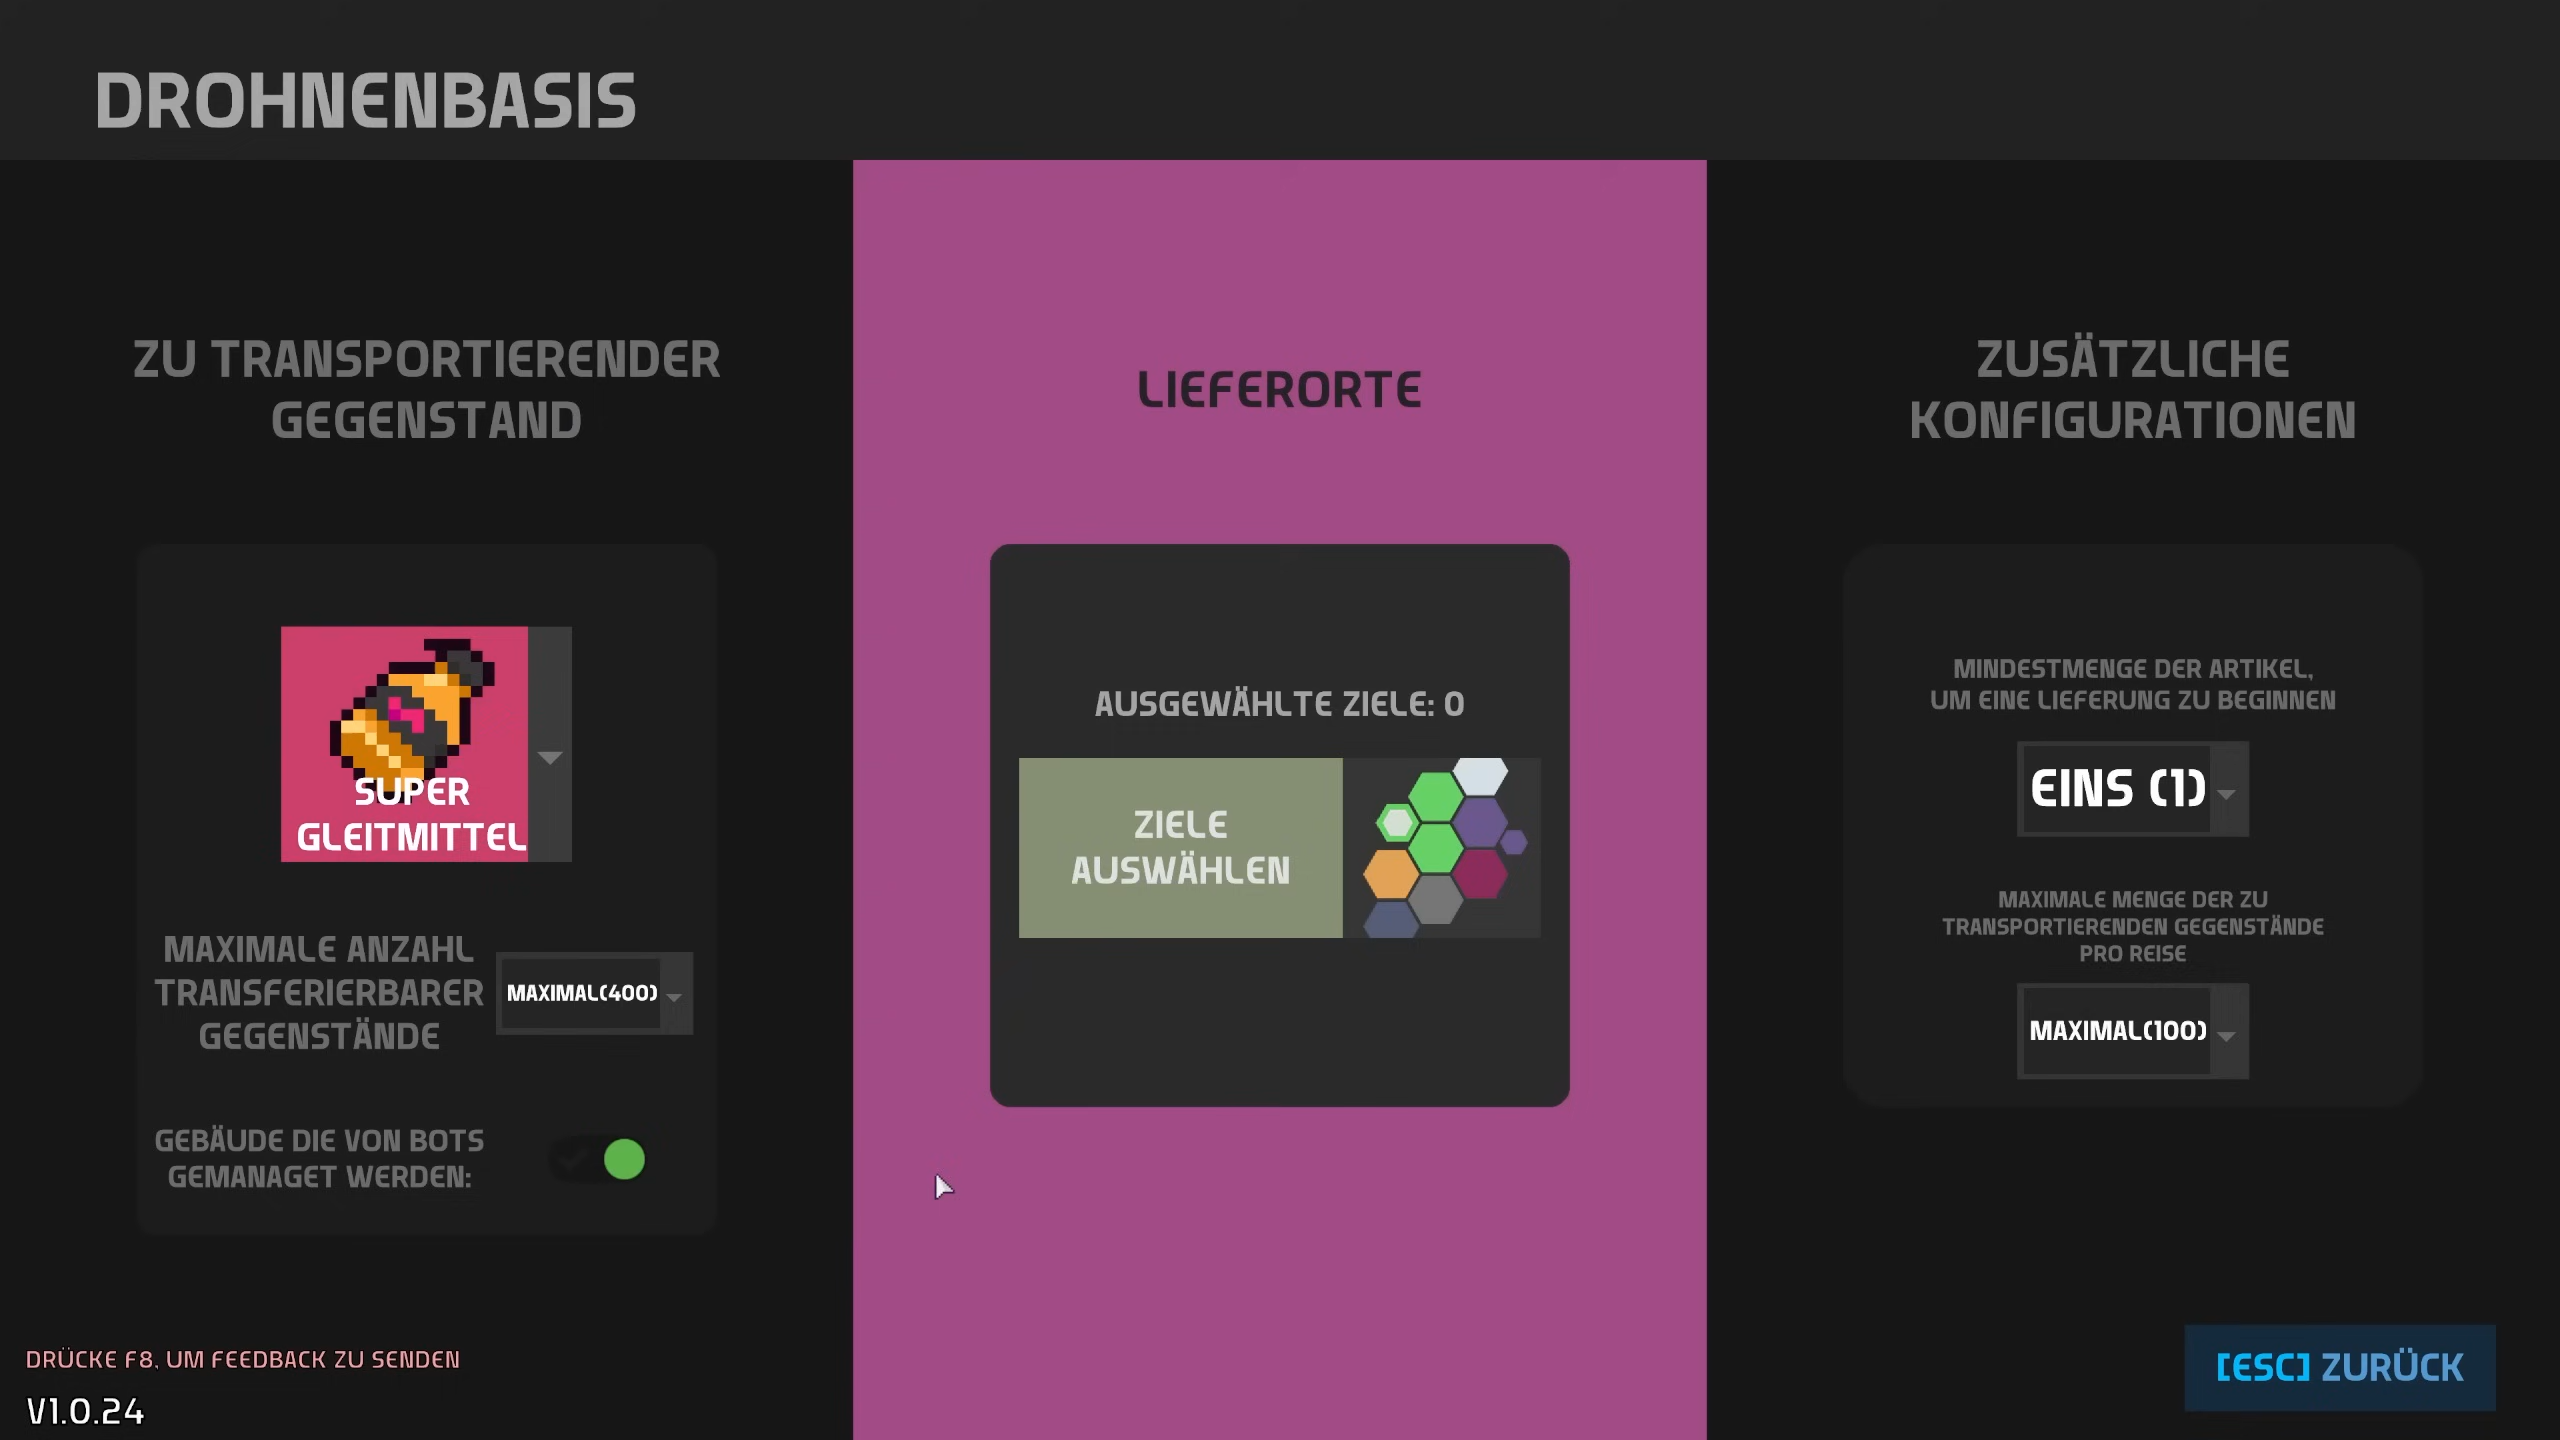 DROHNENBASIS
ZU TRANSPORTIERENDER
GEGENSTAND
SUPER
GLEITMITTEL
MAXIMALE ANZAHL
TRANSFERIERBARER
GEGENSTÄNDE
MAXIMAL(400)
GEBÄUDE DIE VON BOTS
GEMANAGET WERDEN:
LIEFERORTE
AUSGEWÄHLTE ZIELE: 0
ZIELE
AUSWÄHLEN
ZUSÄTZLICHE
KONFIGURATIONEN
MINDESTMENGE DER ARTIKEL,
UM EINE LIEFERUNG ZU BEGINNEN
EINS (1)
MAXIMALE MENGE DER ZU
TRANSPORTIERENDEN GEGENSTÄNDE
PRO REISE
MAXIMAL(100)
DRÜCKE F8, UM FEEDBACK ZU SENDEN
V1.0.24
[ESC] ZURÜCK